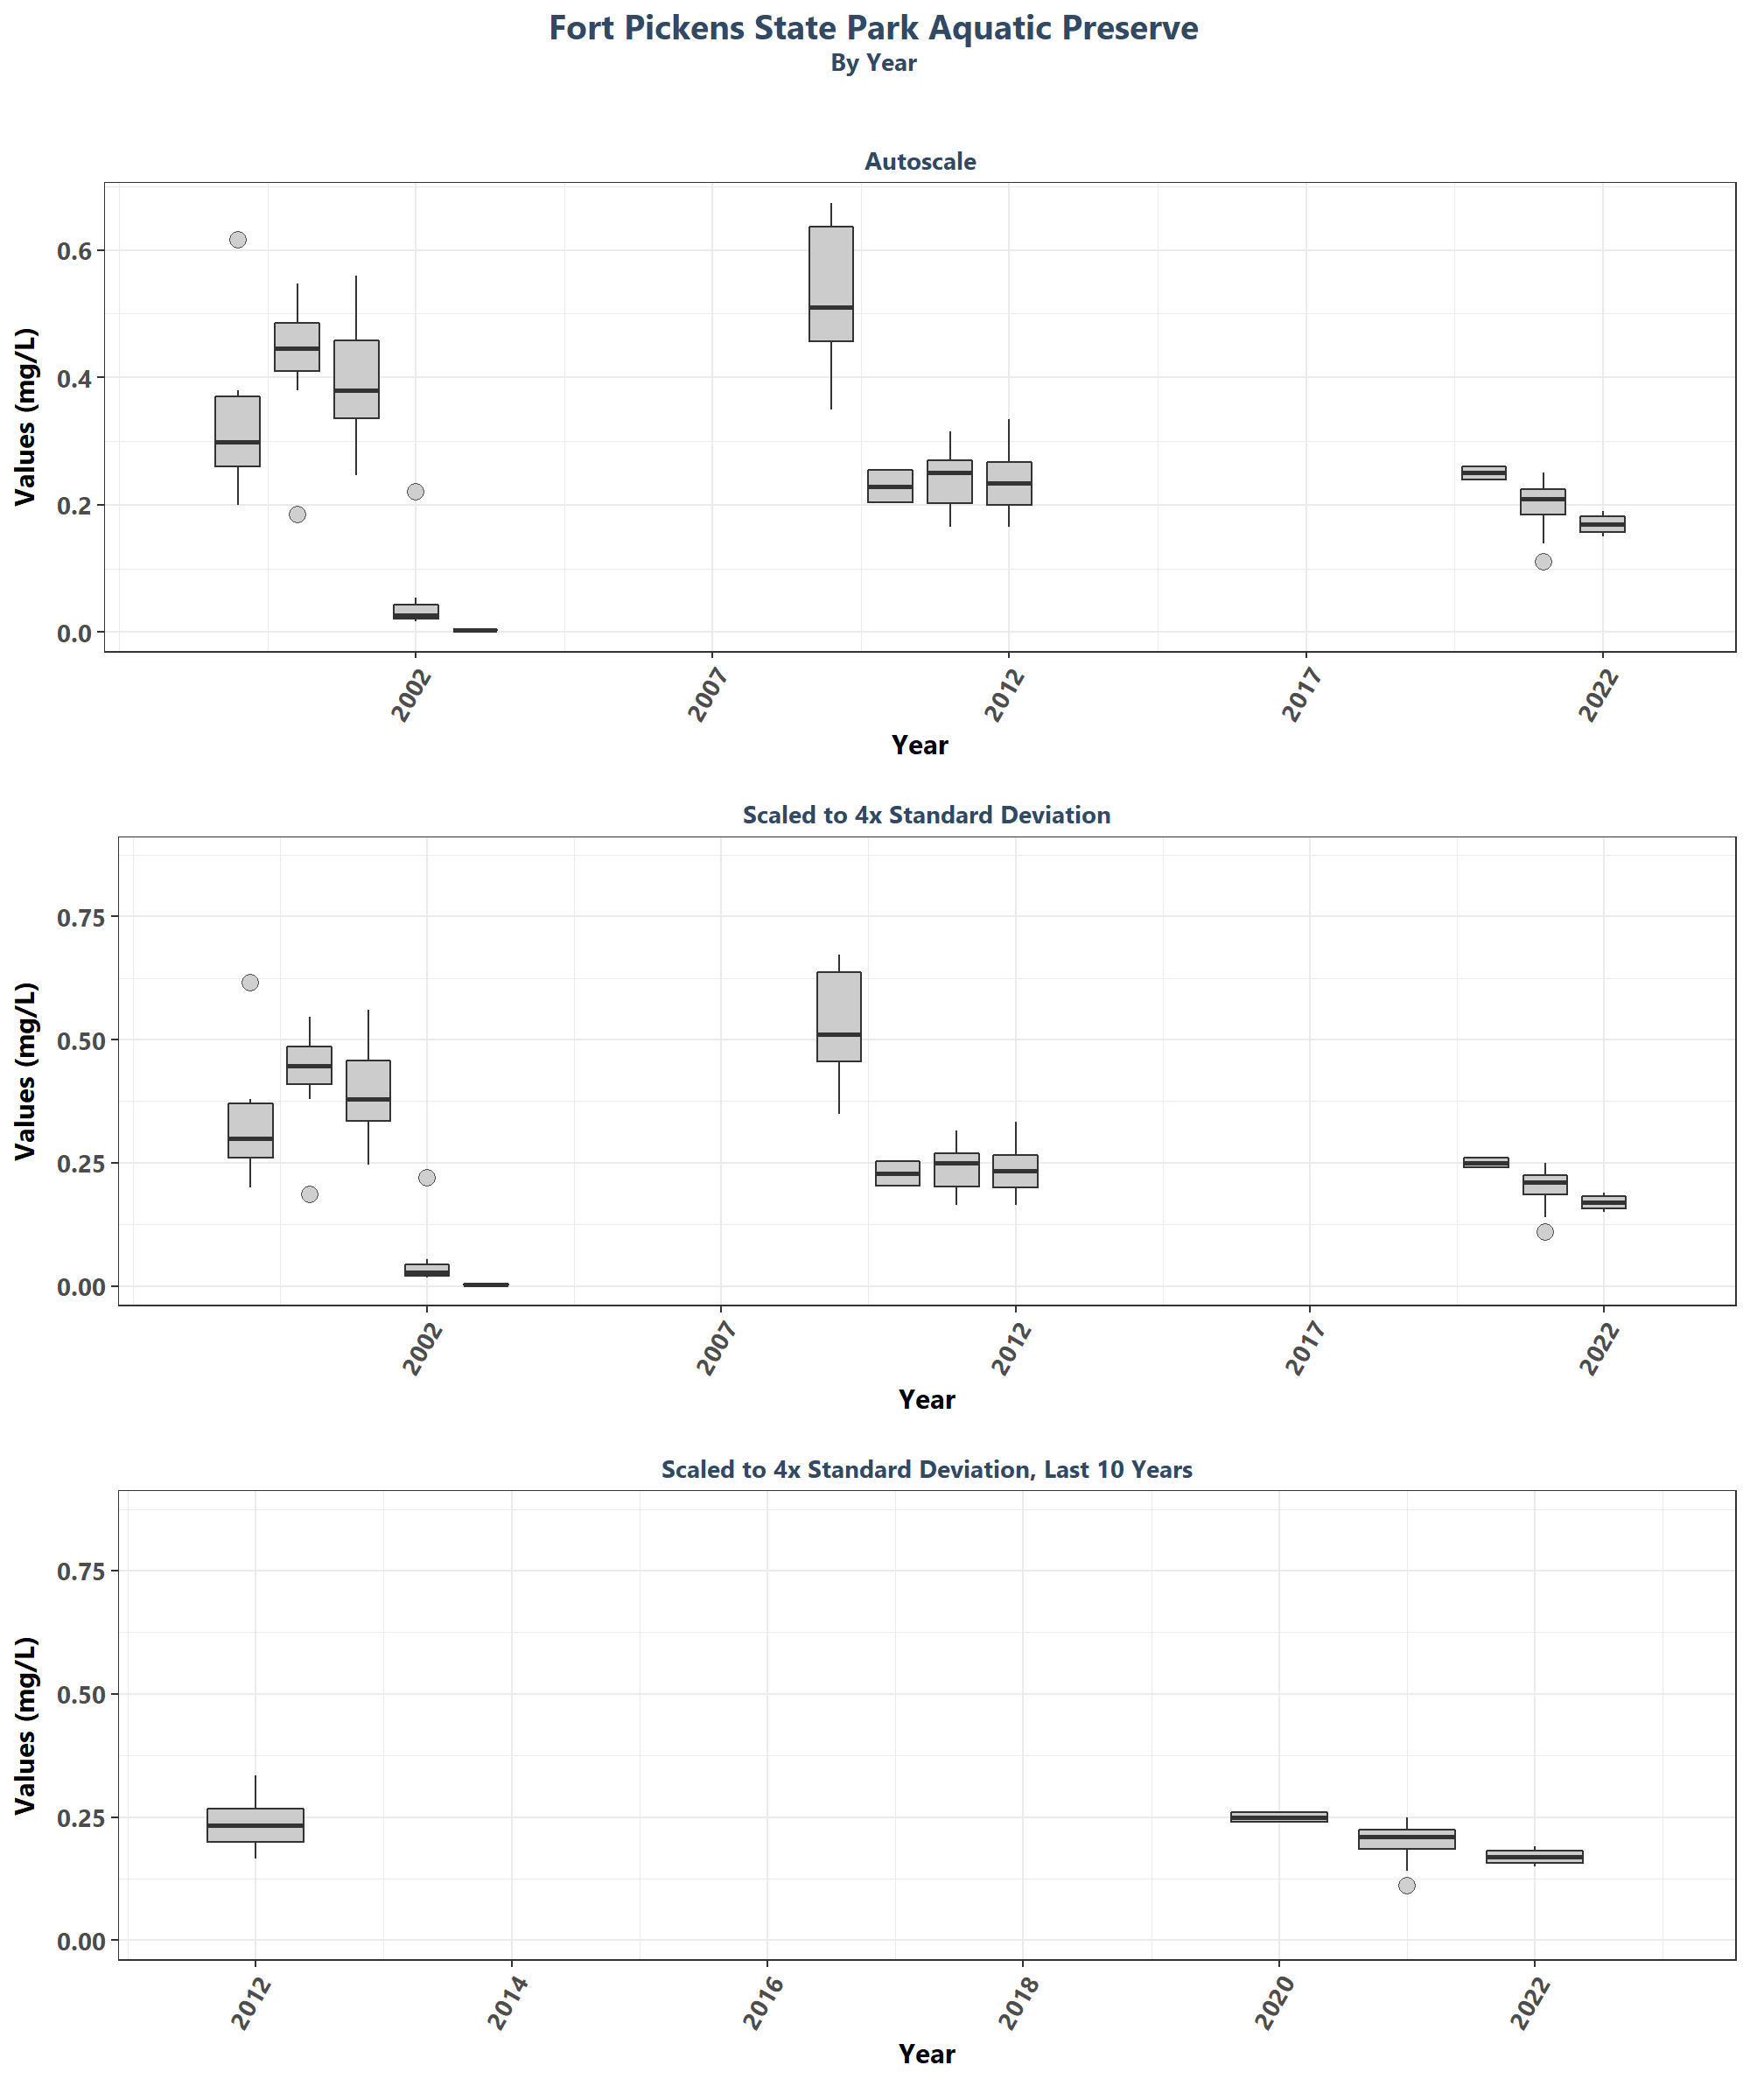 Fort Pickens State Park Aquatic Preserve
By Year
Autoscale
Values (mg/L)
0.6
0.4
0.2
0.0
2002
2007
2012
2017
2022
Year
Scaled to 4x Standard Deviation
Values (mg/L)
0.75
0.50
0.25
0.00
2002
2007
2012
2017
2022
Year
Scaled to 4x Standard Deviation, Last 10 Years
Values (mg/L)
0.75
0.50
0.25
0.00
2012
2014
2016
2018
2020
2022
Year